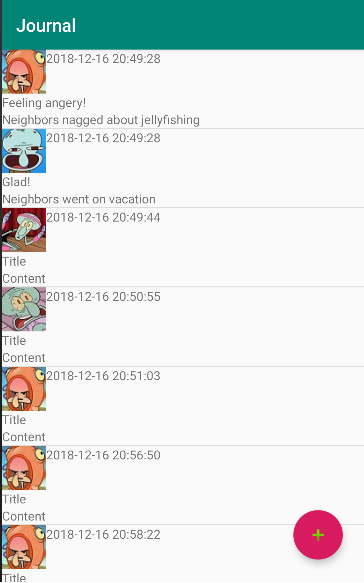 Journal
2018-12-16 20:49:28
Feeling angery!
Neighbors nagged about jellyfishing
2018-12-16 20:49:28
Glad!
Neighbors went on vacation
2018-12-16 20:49:44
Title
Content
2018-12-16 20:50:55
Title
Content
2018-12-16 20:51:03
Title
Content
2018-12-16 20:56:50
Title
Content
2018-12-16 20:58:22
Title
+